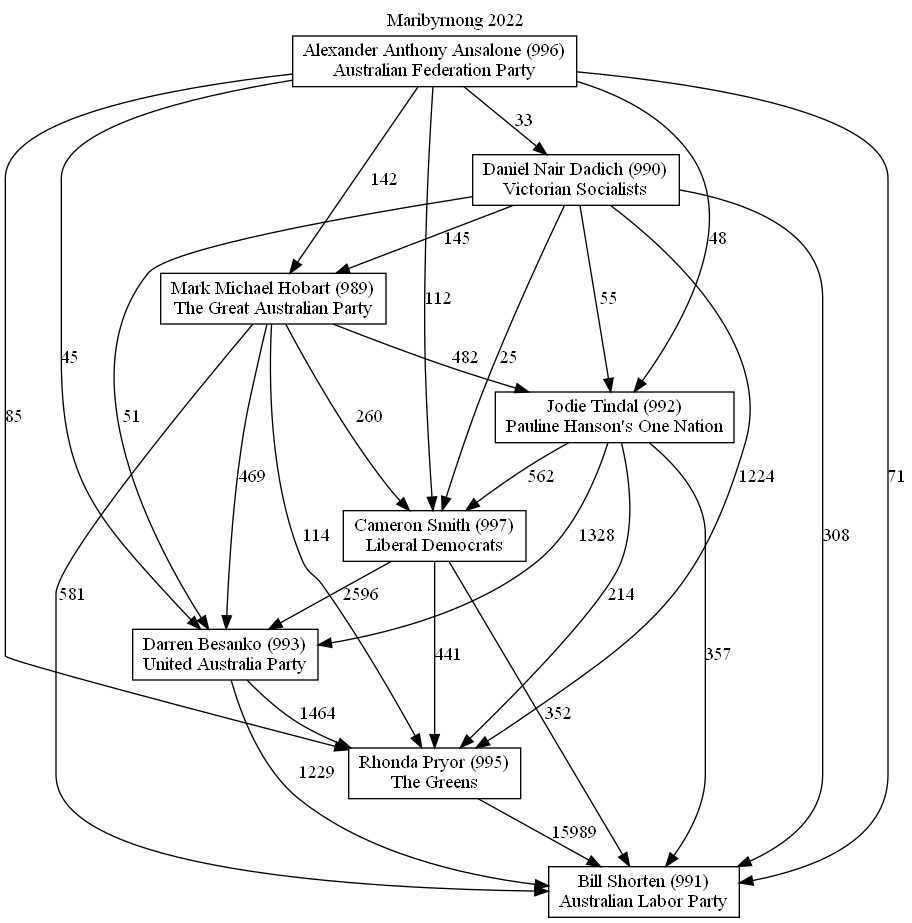 Maribyrnong 2022
Alexander Anthony Ansalone (996)
Australian Federation Party
33
Daniel Nair Dadich (990)
Victorian Socialists
142
145
48
Mark Michael Hobart (989)
The Great Australian Party
112
55
45
482
25
Jodie Tindal (992)
Pauline Hanson's One Nation
85
51
260
469
562
1224
71
Cameron Smith (997)
Liberal Democrats
114
1328
308
581
2596
214
Darren Besanko (993)
United Australia Party
441
357
1464
352
Rhonda Pryor (995)
The Greens
1229
15989
Bill Shorten (991)
Australian Labor Party